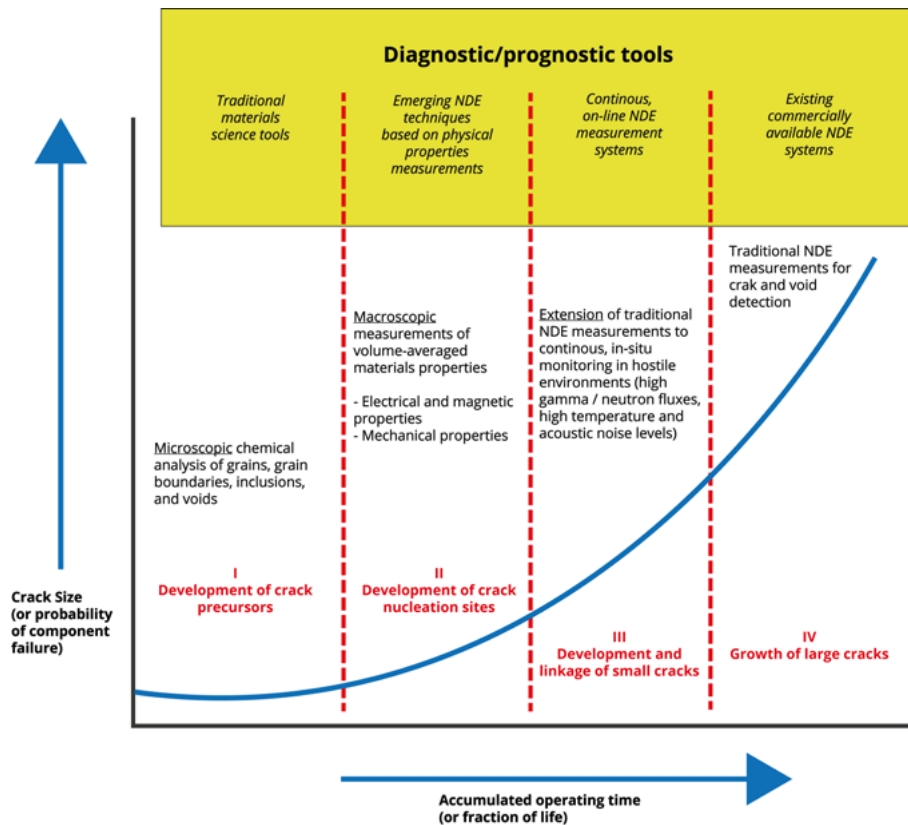 Diagnostic/prognostic tools
Traditional
materials
science tools
Emerging NDE
techniques
based on physical
properties
measurements
Continous,
on-line NDE
measurement
systems
Existing
commercially
available NDE
systems
Traditional NDE
measurements for
crak and void
detection
Macroscopic
measurements of
volume-averaged
materials properties
- Electrical and magnetic
properties
- Mechanical properties
Extension of traditional
NDE measurements to
continous, in-situ
monitoring in hostile
environments (high
gamma / neutron fluxes,
high temperature and
acoustic noise levels)
Microscopic chemical
analysis of grains, grain
boundaries, inclusions,
and voids
I
Development of crack
precursors
II
Development of crack
nucleation sites
III
Development and
linkage of small cracks
IV
Growth of large cracks
Crack Size
(or probability
of component
failure)
Accumulated operating time
(or fraction of life)